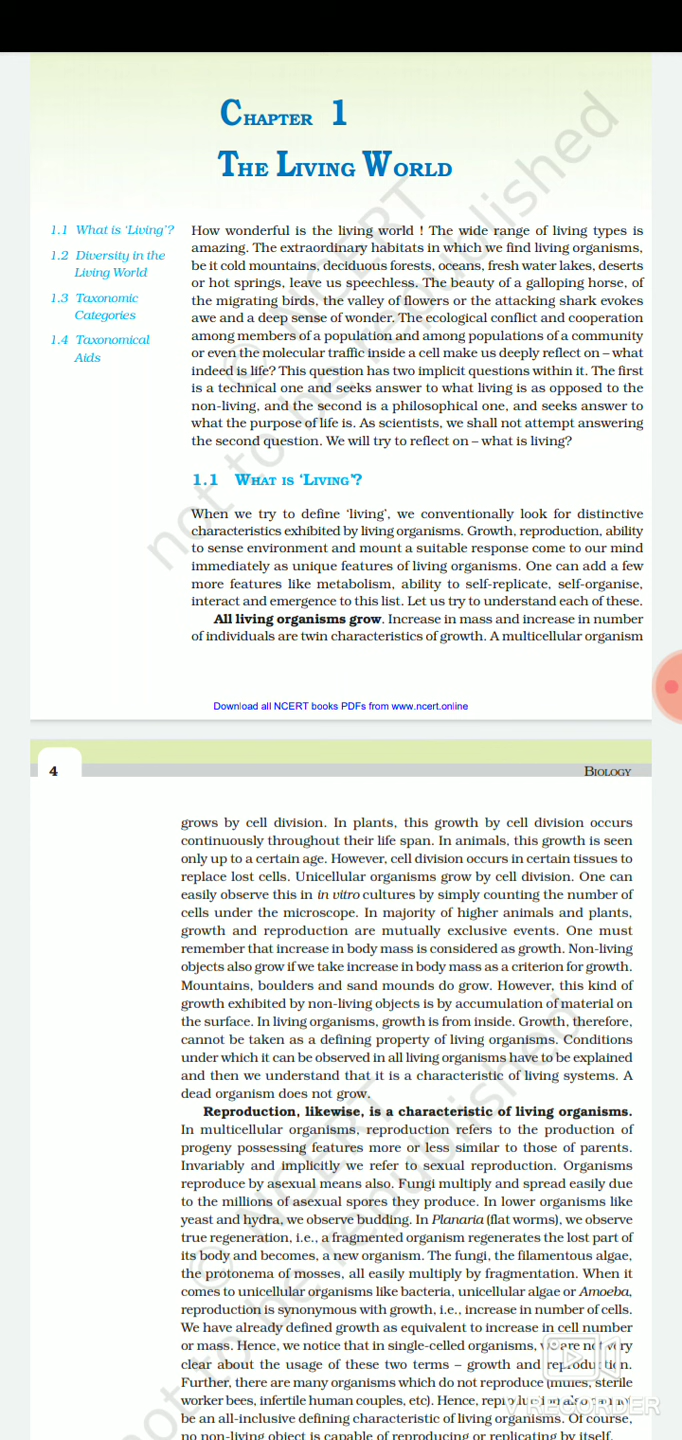 CHAPTER 1
THE LIVING WORLD
1.1 What is ‘Living’?
1.2 Diversity in the
Living World
1.3 Taxonomic
Categories
1.4 Taxonomical
Aids
How wonderful is the living world ! The wide range of living types is
amazing. The extraordinary habitats in which we find living organisms,
be it cold mountains, deciduous forests, oceans, fresh water lakes, deserts
or hot springs, leave us speechless. The beauty of a galloping horse, of
the migrating birds, the valley of flowers or the attacking shark evokes
awe and a deep sense of wonder. The ecological conflict and cooperation
among members of a population and among populations of a community
or even the molecular traffic inside a cell make us deeply reflect on – what
indeed is life? This question has two implicit questions within it. The first
is a technical one and seeks answer to what living is as opposed to the
non-living, and the second is a philosophical one, and seeks answer to
what the purpose of life is. As scientists, we shall not attempt answering
the second question. We will try to reflect on – what is living?
1.1 WHAT IS ‘LIVING’?
When we try to define ‘living’, we conventionally look for distinctive
characteristics exhibited by living organisms. Growth, reproduction, ability
to sense environment and mount a suitable response come to our mind
immediately as unique features of living organisms. One can add a few
more features like metabolism, ability to self-replicate, self-organise,
interact and emergence to this list. Let us try to understand each of these.
All living organisms grow. Increase in mass and increase in number
of individuals are twin characteristics of growth. A multicellular organism
Download all NCERT books PDFs from www.ncert.online
© NCERT
not to be republished
4
BIOLOGY
grows by cell division. In plants, this growth by cell division occurs
continuously throughout their life span. In animals, this growth is seen
only up to a certain age. However, cell division occurs in certain tissues to
replace lost cells. Unicellular organisms grow by cell division. One can
easily observe this in in vitro cultures by simply counting the number of
cells under the microscope. In majority of higher animals and plants,
growth and reproduction are mutually exclusive events. One must
remember that increase in body mass is considered as growth. Non-living
objects also grow if we take increase in body mass as a criterion for growth.
Mountains, boulders and sand mounds do grow. However, this kind of
growth exhibited by non-living objects is by accumulation of material on
the surface. In living organisms, growth is from inside. Growth, therefore,
cannot be taken as a defining property of living organisms. Conditions
under which it can be observed in all living organisms have to be explained
and then we understand that it is a characteristic of living systems. A
dead organism does not grow.
Reproduction, likewise, is a characteristic of living organisms.
In multicellular organisms, reproduction refers to the production of
progeny possessing features more or less similar to those of parents.
Invariably and implicitly we refer to sexual reproduction. Organisms
reproduce by asexual means also. Fungi multiply and spread easily due
to the millions of asexual spores they produce. In lower organisms like
yeast and hydra, we observe budding. In Planaria (flat worms), we observe
true regeneration, i.e., a fragmented organism regenerates the lost part of
its body and becomes, a new organism. The fungi, the filamentous algae,
the protonema of mosses, all easily multiply by fragmentation. When it
comes to unicellular organisms like bacteria, unicellular algae or Amoeba,
reproduction is synonymous with growth, i.e., increase in number of cells.
We have already defined growth as equivalent to increase in cell number
or mass. Hence, we notice that in single-celled organisms, we are not very
clear about the usage of these two terms – growth and reproduction.
Further, there are many organisms which do not reproduce (mules, sterile
worker bees, infertile human couples, etc). Hence, reproduction also cannot
be an all-inclusive defining characteristic of living organisms. Of course,
no non-living object is capable of reproducing or replicating by itself.
© NCERT
not to be republished
V RECORDER